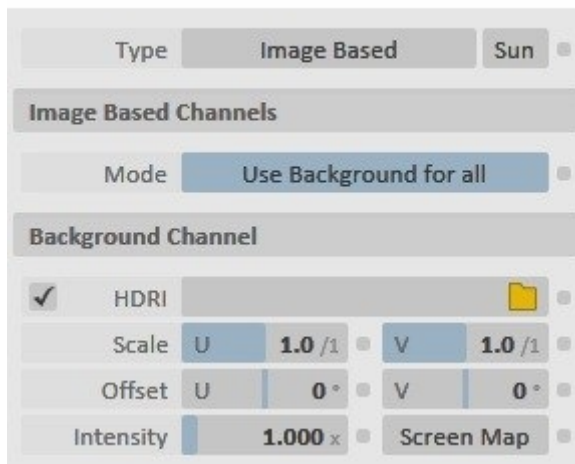 Type Image Based Sun
Image Based Channels
Mode Use Background for all
Background Channel
✓ HDRI
Scale U 1.0 /1 V 1.0 /1
Offset U 0 ° V 0 °
Intensity 1.000 x Screen Map